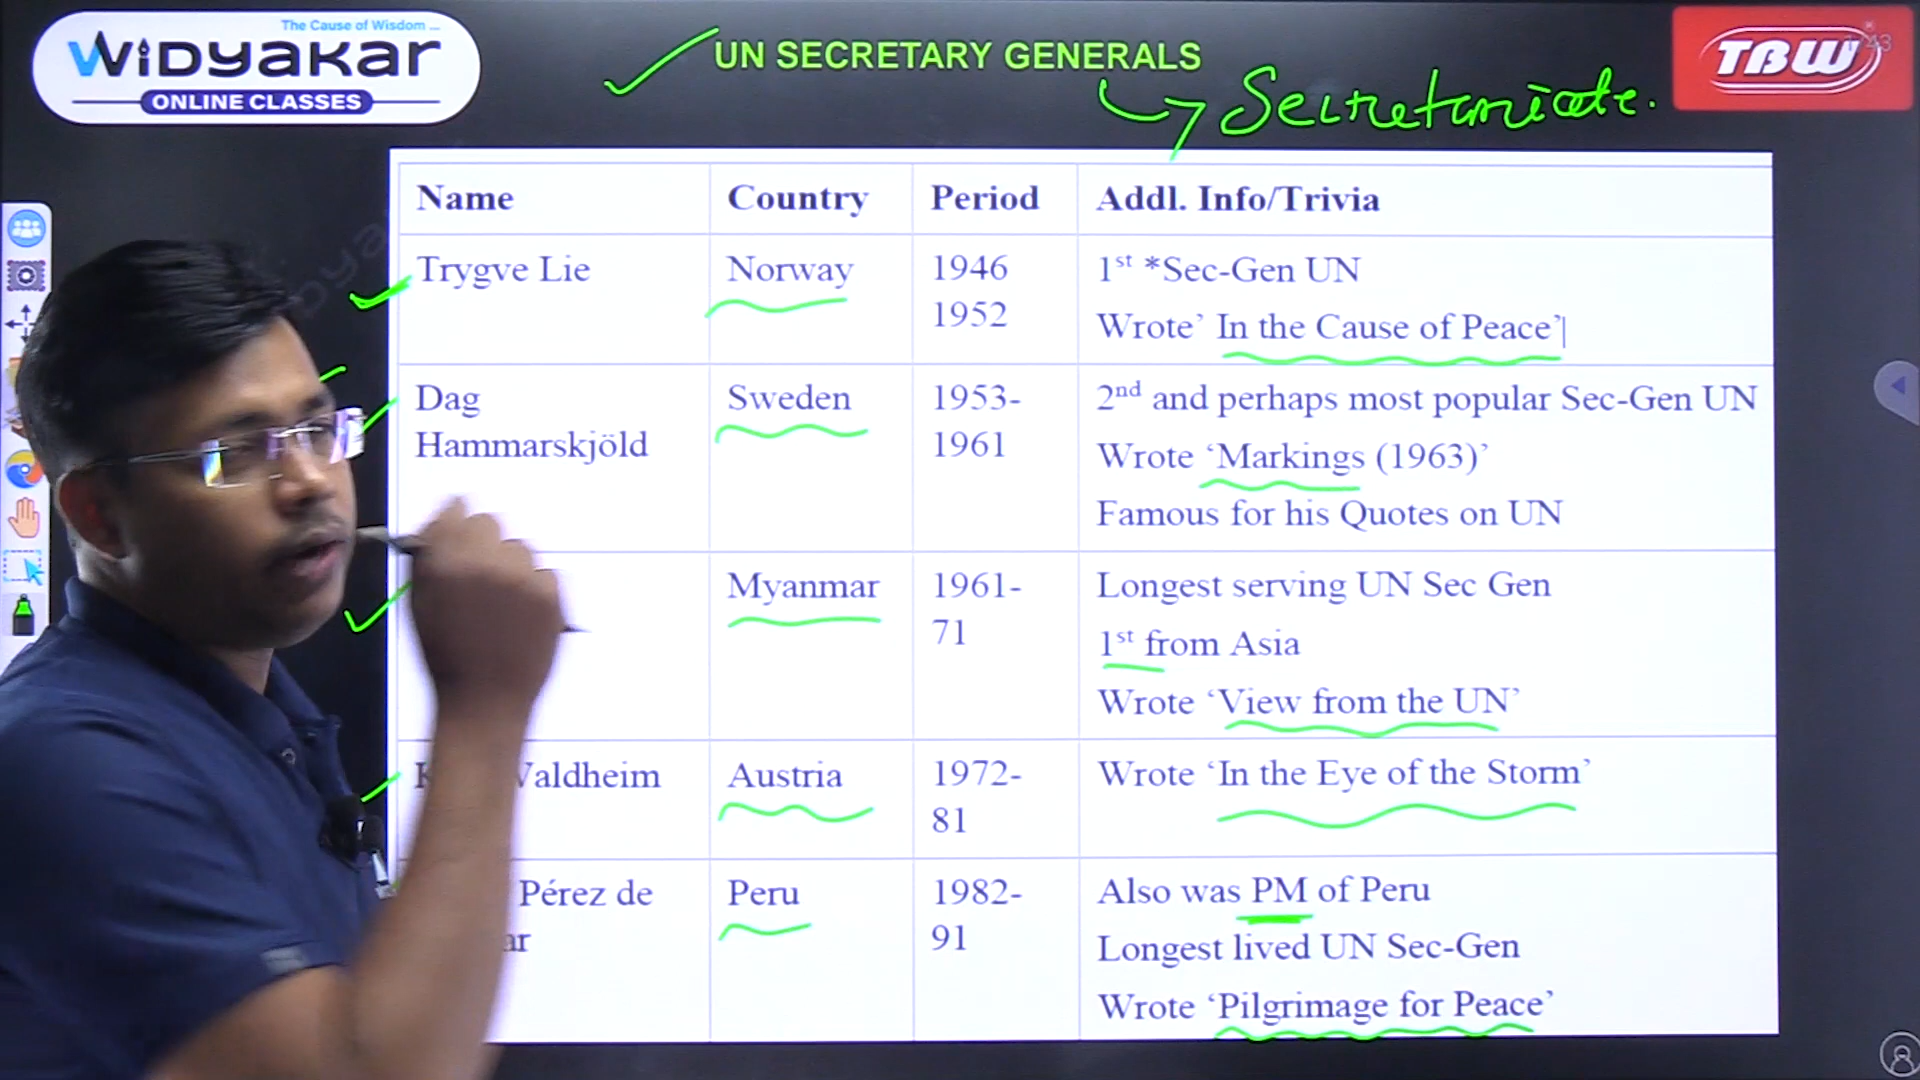 The Cause of Wisdom ...
WiDyaKar
ONLINE CLASSES
UN SECRETARY GENERALS
Secretariate.
TBW
Name Country Period Addl. Info/Trivia
Trygve Lie Norway 1946 1st *Sec-Gen UN
1952 Wrote’ In the Cause of Peace’
Dag Sweden 1953- 2nd and perhaps most popular Sec-Gen UN
Hammarskjöld 1961 Wrote ‘Markings (1963)’
Famous for his Quotes on UN
Myanmar 1961- Longest serving UN Sec Gen
71 1st from Asia
Wrote ‘View from the UN’
Valdheim Austria 1972- Wrote ‘In the Eye of the Storm’
81
Pérez de Peru 1982- Also was PM of Peru
ar 91 Longest lived UN Sec-Gen
Wrote ‘Pilgrimage for Peace’